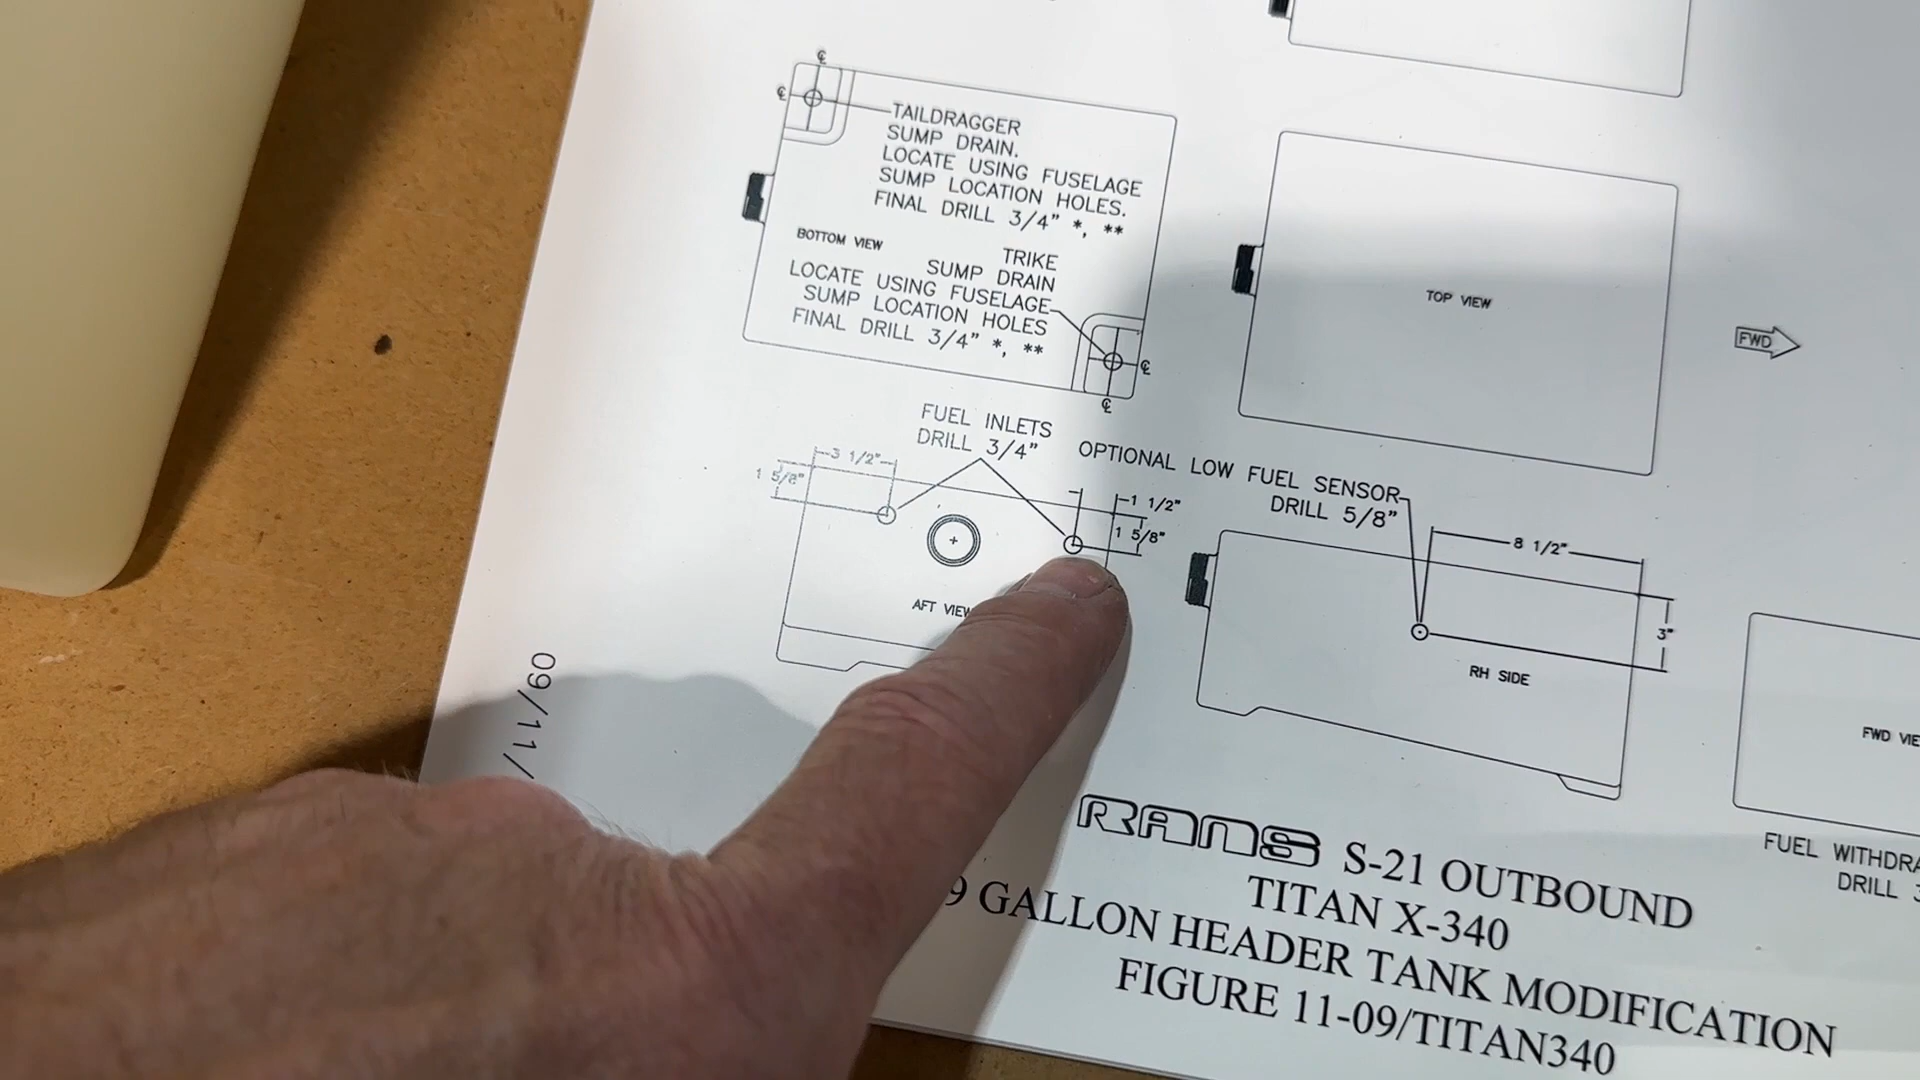 ℄
℄
TAILDRAGGER
SUMP DRAIN.
LOCATE USING FUSELAGE
SUMP LOCATION HOLES.
FINAL DRILL 3/4" *, **
BOTTOM VIEW
TRIKE
SUMP DRAIN
LOCATE USING FUSELAGE
SUMP LOCATION HOLES
FINAL DRILL 3/4" *, **
℄
℄
TOP VIEW
FWD
FUEL INLETS
DRILL 3/4"
3 1/2"
1 5/8"
1 1/2"
1 5/8"
AFT VIEW
OPTIONAL LOW FUEL SENSOR
DRILL 5/8"
8 1/2"
3"
RH SIDE
FWD VIE
FUEL WITHDRA
DRILL
09/11/
RANS S-21 OUTBOUND
TITAN X-340
9 GALLON HEADER TANK MODIFICATION
FIGURE 11-09/TITAN340